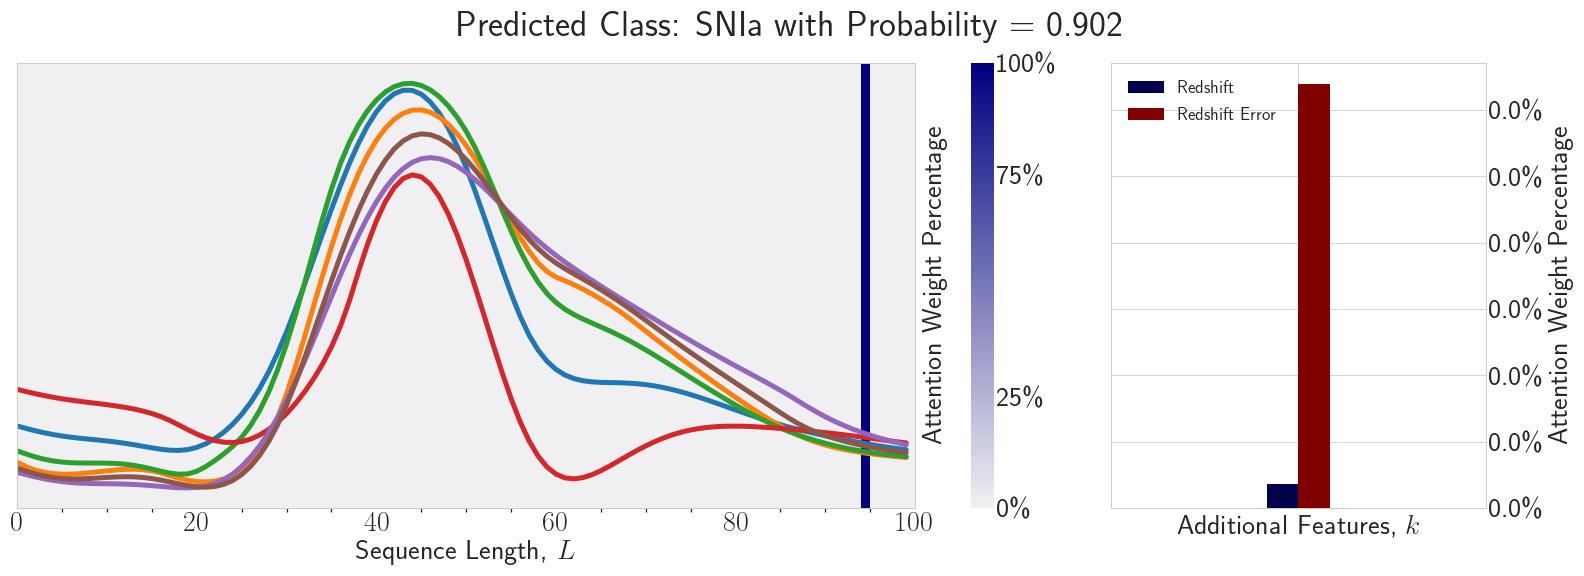 Predicted Class: SNIa with Probability = 0.902
0
20
40
60
80
100
Sequence Length, L
100%
75%
25%
0%
Attention Weight Percentage
Redshift
Redshift Error
Additional Features, k
0.0%
0.0%
0.0%
0.0%
0.0%
0.0%
0.0%
Attention Weight Percentage